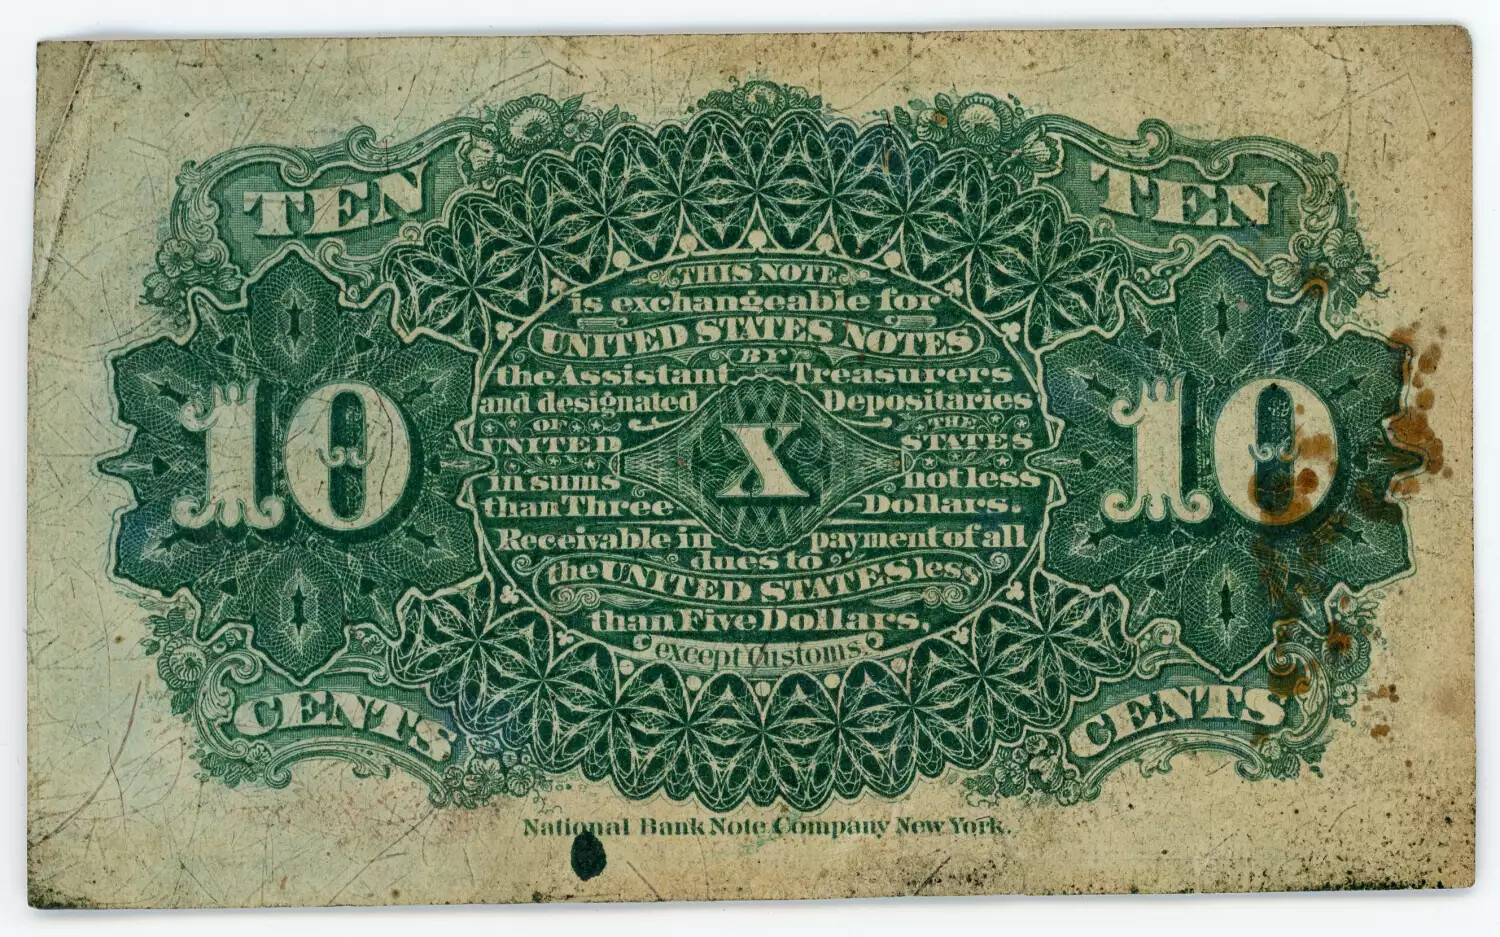 TEN TEN
THIS NOTE
is exchangeable for
UNITED STATES NOTES
BY
the Assistant Treasurers
and designated Depositaries
OF THE
UNITED STATES
10 X 10
in sums not less
than Three Dollars.
Receivable in payment of all
dues to
the UNITED STATES less
than Five Dollars.
except Customs.
CENTS CENTS
National Bank Note Company New York.